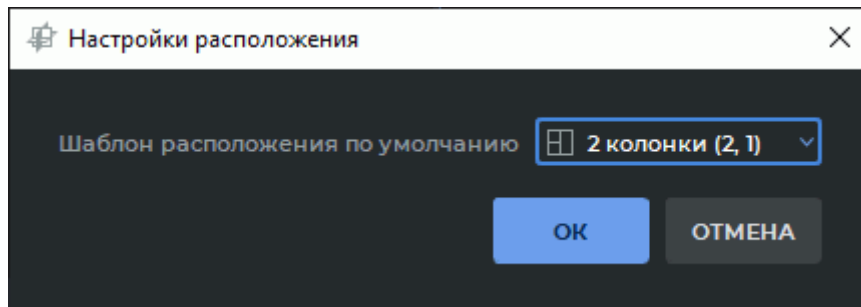 Настройки расположения
Шаблон расположения по умолчанию 2 колонки (2, 1)
ОК ОТМЕНА